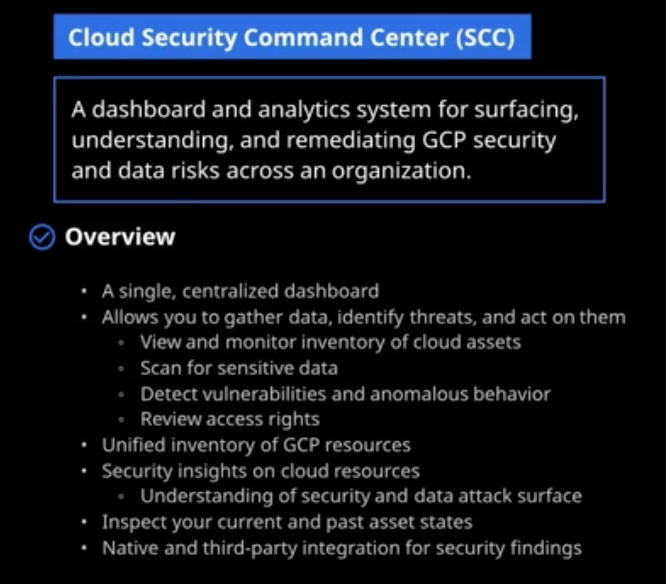 Cloud Security Command Center (SCC)
A dashboard and analytics system for surfacing,
understanding, and remediating GCP security
and data risks across an organization.
Overview
• A single, centralized dashboard
• Allows you to gather data, identify threats, and act on them
• View and monitor inventory of cloud assets
• Scan for sensitive data
• Detect vulnerabilities and anomalous behavior
• Review access rights
• Unified inventory of GCP resources
• Security insights on cloud resources
• Understanding of security and data attack surface
• Inspect your current and past asset states
• Native and third-party integration for security findings